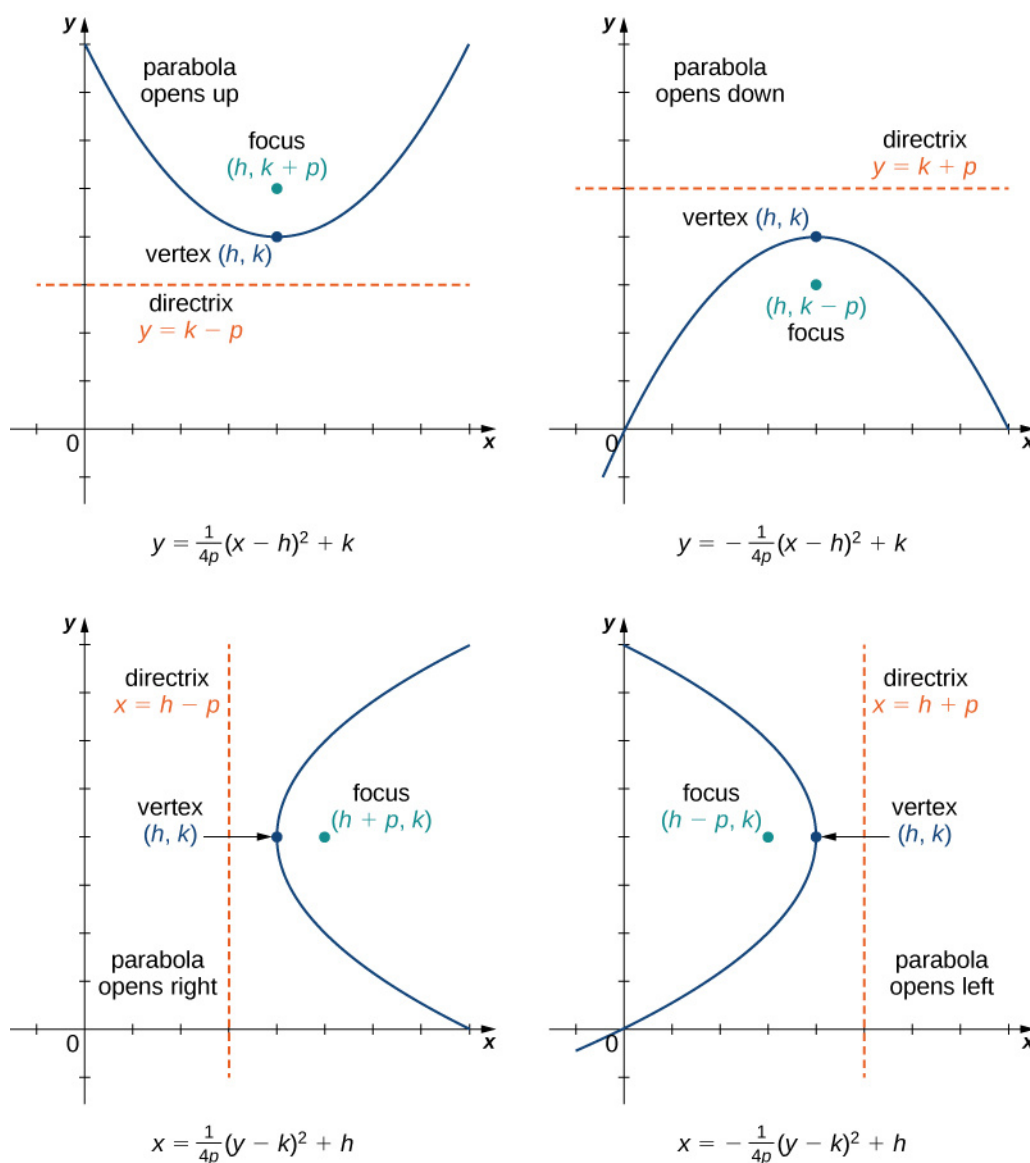 y
parabola
opens up
focus
(h, k + p)
vertex (h, k)
directrix
y = k − p
0
x
y = 1/4p (x − h)² + k
y
parabola
opens down
directrix
y = k + p
vertex (h, k)
(h, k − p)
focus
0
x
y = − 1/4p (x − h)² + k
y
directrix
x = h − p
vertex
(h, k)
focus
(h + p, k)
parabola
opens right
0
x
x = 1/4p (y − k)² + h
y
directrix
x = h + p
focus
(h − p, k)
vertex
(h, k)
parabola
opens left
0
x
x = − 1/4p (y − k)² + h